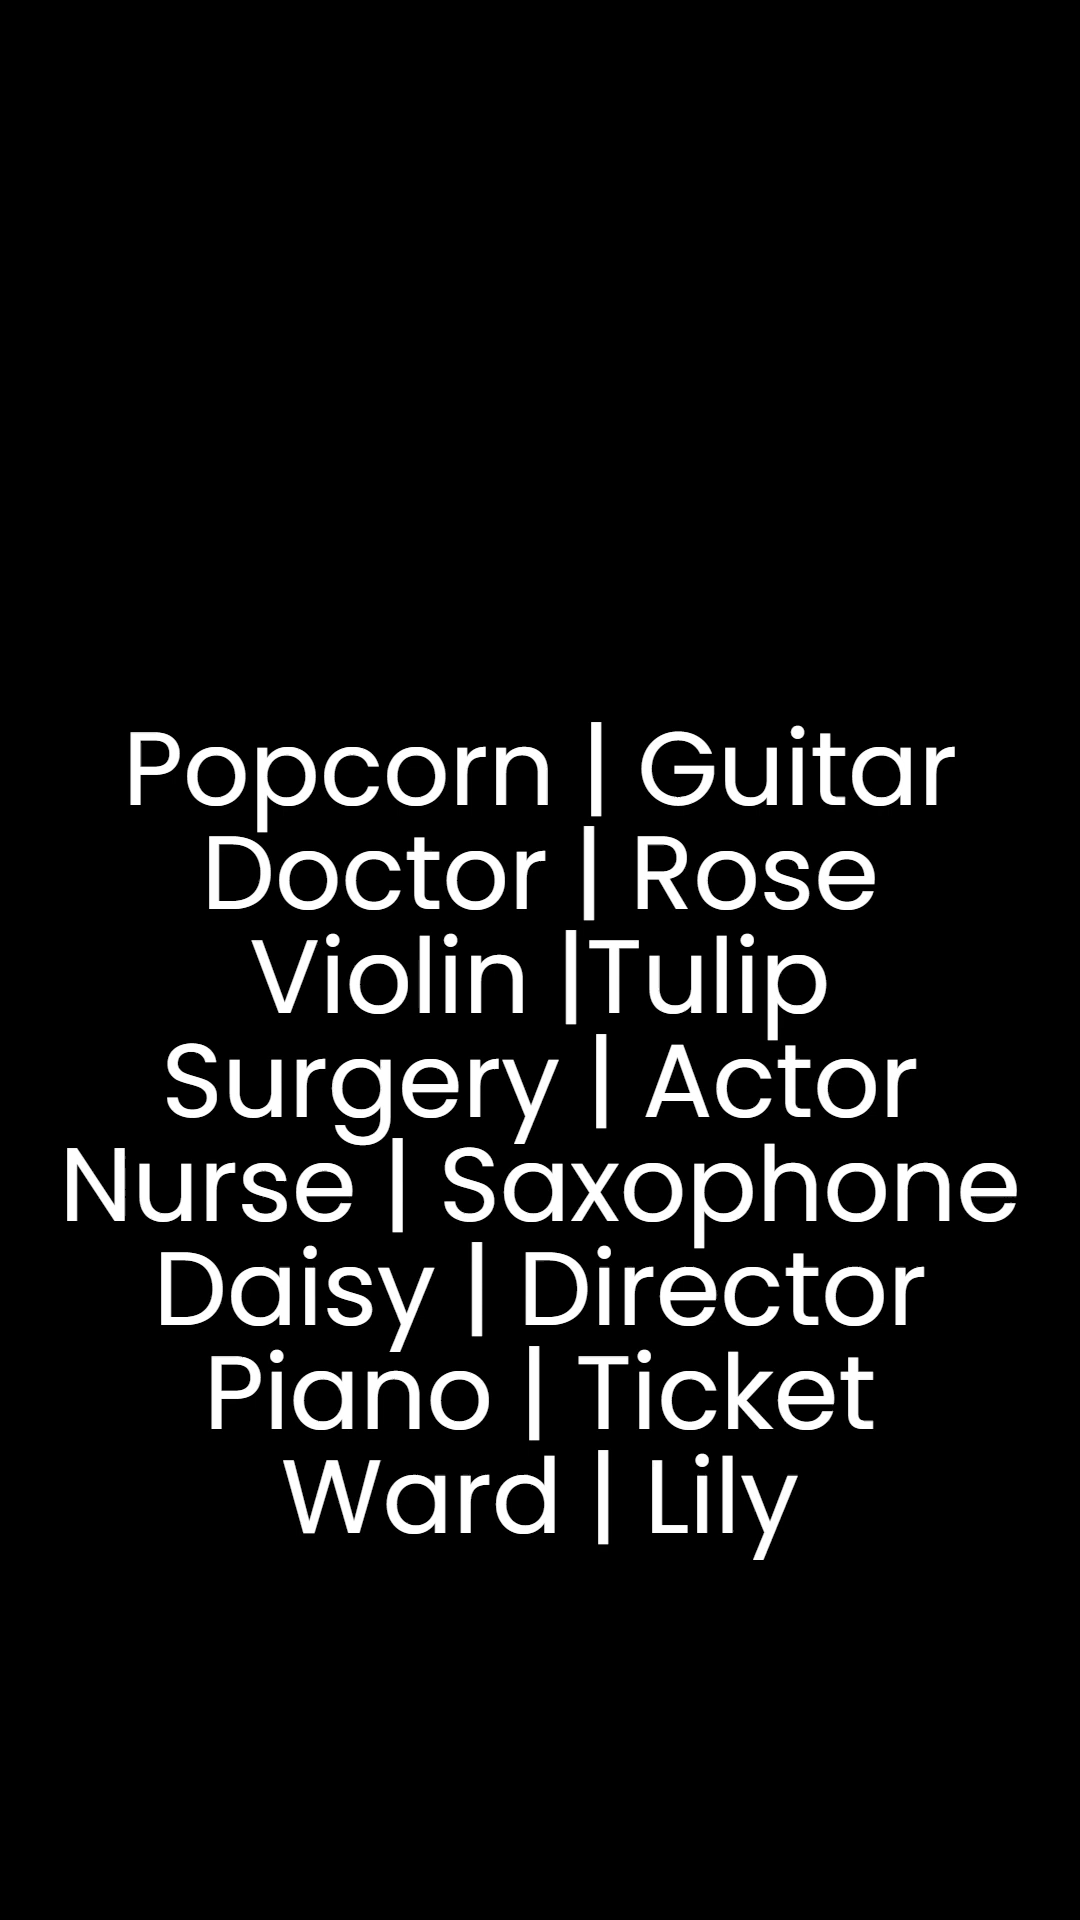 Popcorn | Guitar
Doctor | Rose
Violin |Tulip
Surgery | Actor
Nurse | Saxophone
Daisy | Director
Piano | Ticket
Ward | Lily